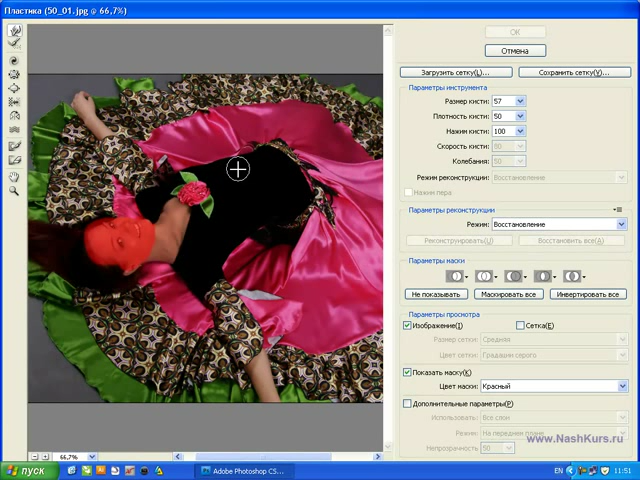 Пластика (50_01.jpg @ 66,7%)
OK
Отмена
Загрузить сетку(L)...
Сохранить сетку(V)...
Параметры инструмента
Размер кисти: 57
Плотность кисти: 50
Нажим кисти: 100
Скорость кисти: 80
Колебания: 50
Режим реконструкции: Восстановление
Нажим пера
Параметры реконструкции
Режим: Восстановление
Реконструировать(U)
Восстановить все(A)
Параметры маски
Не показывать
Маскировать все
Инвертировать все
Параметры просмотра
Изображение(I)
Сетка(E)
Размер сетки: Средняя
Цвет сетки: Градации серого
Показать маску(K)
Цвет маски: Красный
Дополнительные параметры(P)
Использовать: Все слои
Режим: На переднем плане
Непрозрачность: 50
www.NashKurs.ru
66,7%
пуск
Adobe Photoshop CS...
EN
11:51